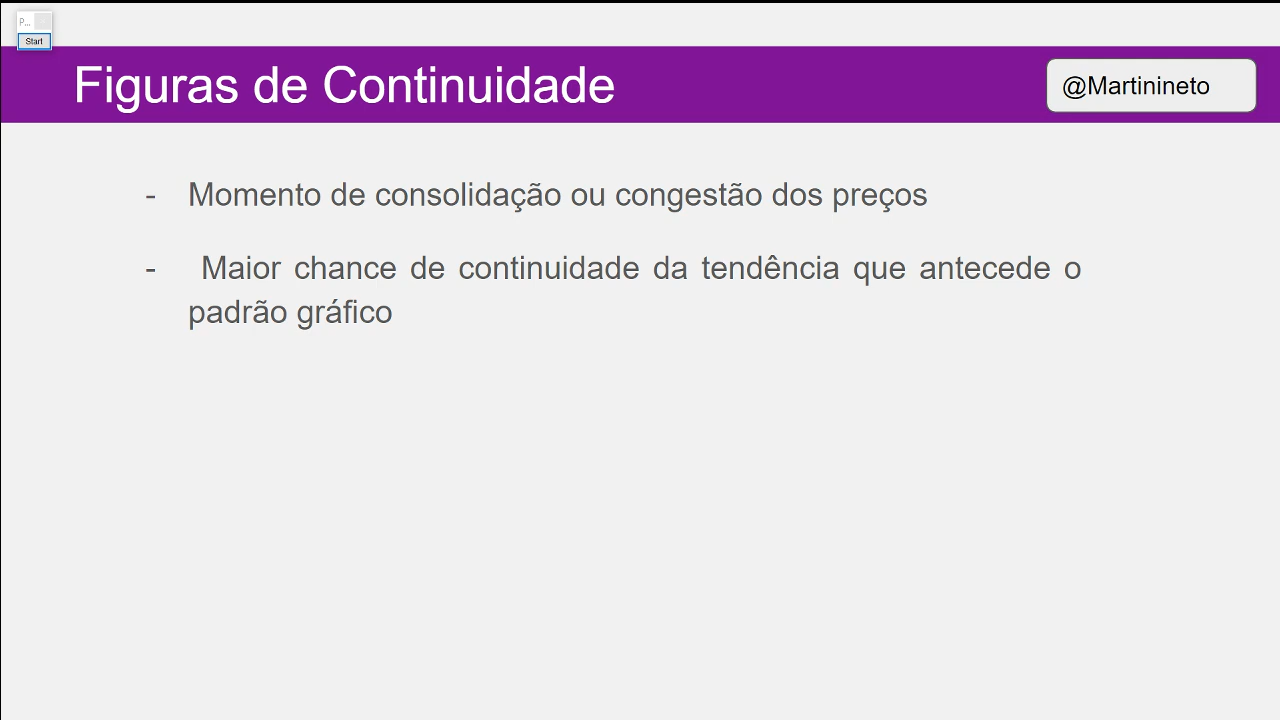 P...
Start
Figuras de Continuidade
@Martinineto
- Momento de consolidação ou congestão dos preços
- Maior chance de continuidade da tendência que antecede o
padrão gráfico